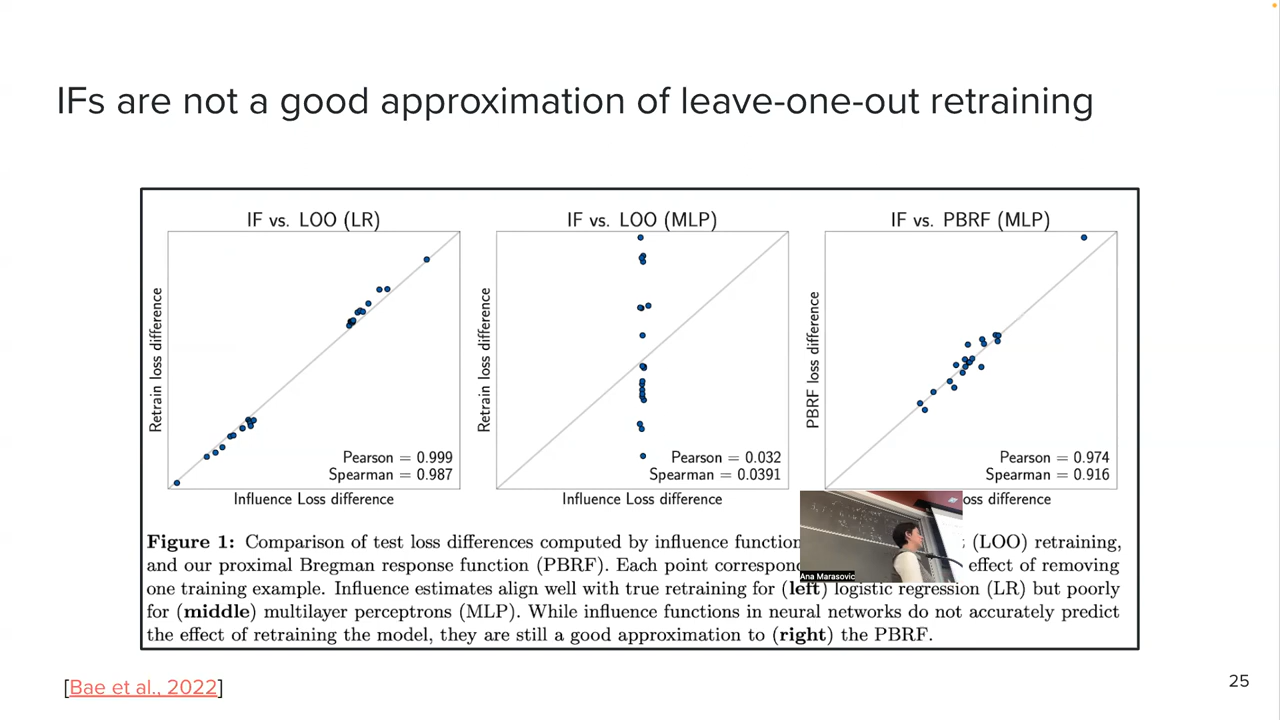 IFs are not a good approximation of leave-one-out retraining
IF vs. LOO (LR)
Retrain loss difference
Pearson = 0.999
Spearman = 0.987
Influence Loss difference
IF vs. LOO (MLP)
Retrain loss difference
Pearson = 0.032
Spearman = 0.0391
Influence Loss difference
IF vs. PBRF (MLP)
PBRF loss difference
Pearson = 0.974
Spearman = 0.916
oss difference
Figure 1: Comparison of test loss differences computed by influence function (LOO) retraining,
and our proximal Bregman response function (PBRF). Each point correspon effect of removing
one training example. Influence estimates align well with true retraining for (left) logistic regression (LR) but poorly
for (middle) multilayer perceptrons (MLP). While influence functions in neural networks do not accurately predict
the effect of retraining the model, they are still a good approximation to (right) the PBRF.
Ana Marasovic
[Bae et al., 2022]
25